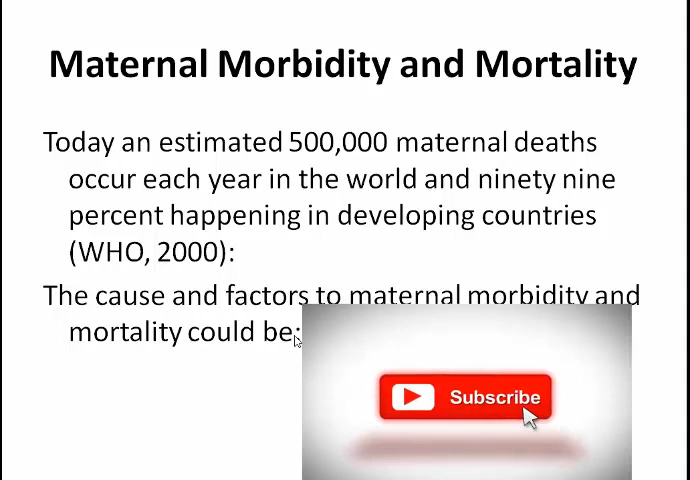 Maternal Morbidity and Mortality
Today an estimated 500,000 maternal deaths
occur each year in the world and ninety nine
percent happening in developing countries
(WHO, 2000):
The cause and factors to maternal morbidity and
mortality could be:
Subscribe